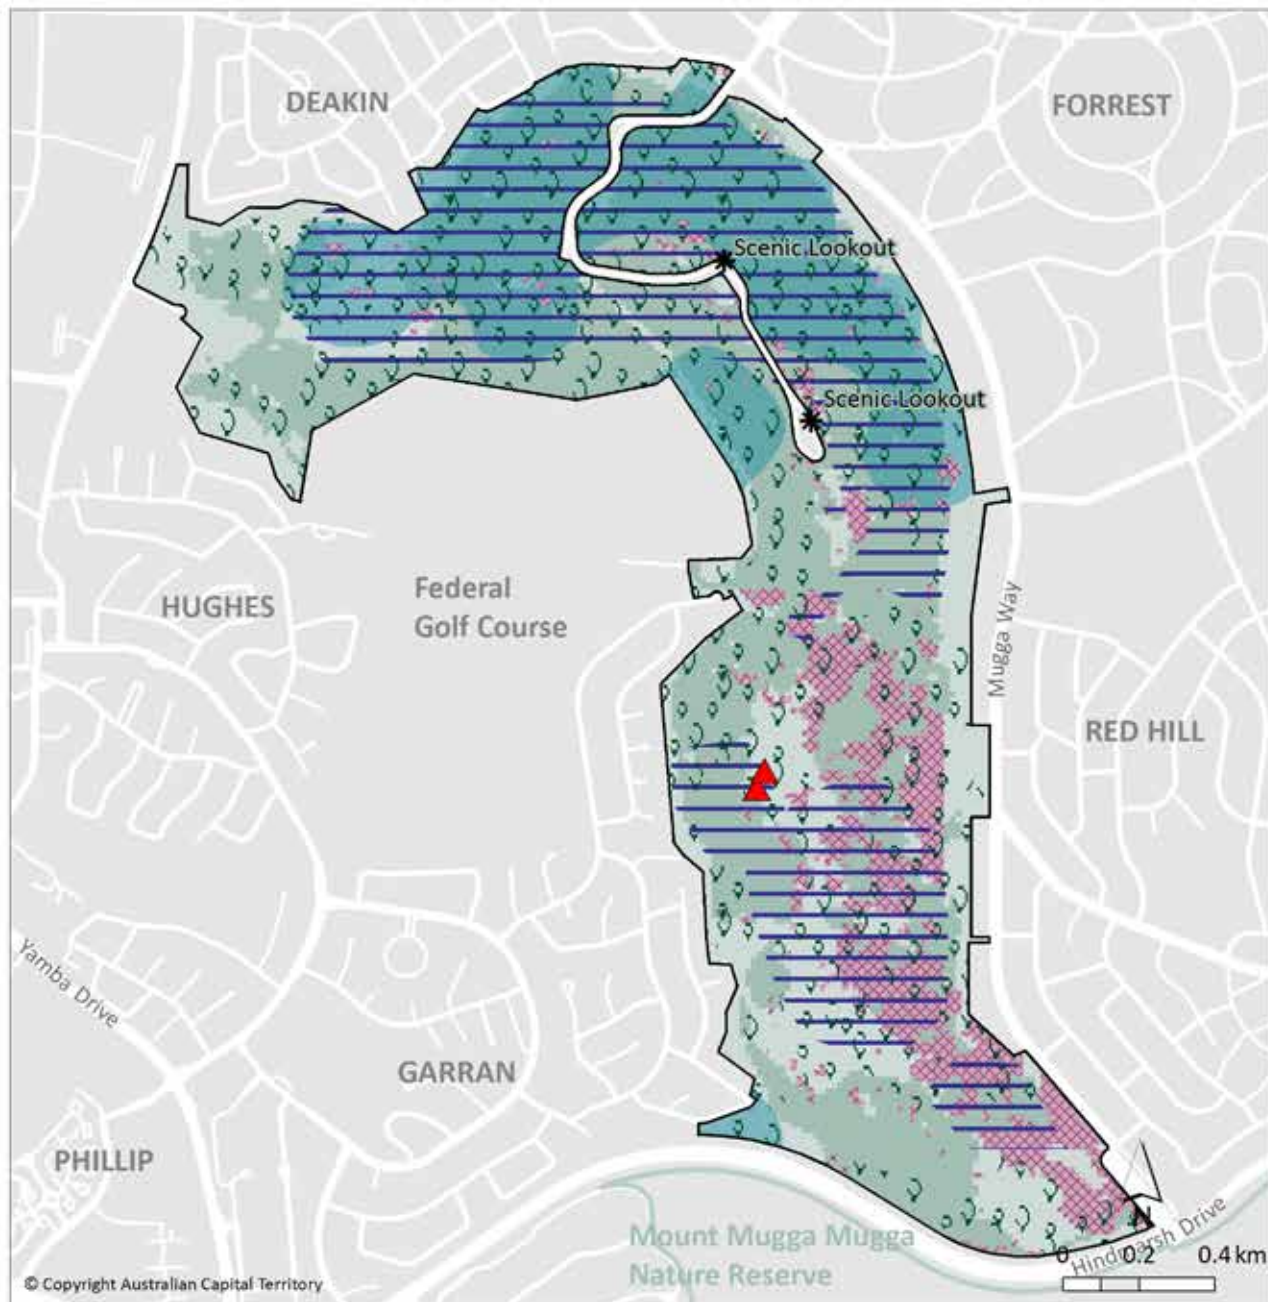 DEAKIN
FORREST
Scenic Lookout
Scenic Lookout
Federal
Golf Course
HUGHES
Mugga Way
RED HILL
Yamba Drive
GARRAN
PHILLIP
Mount Mugga Mugga
Nature Reserve
Hindmarsh Drive
N
0 0.2 0.4 km
© Copyright Australian Capital Territory